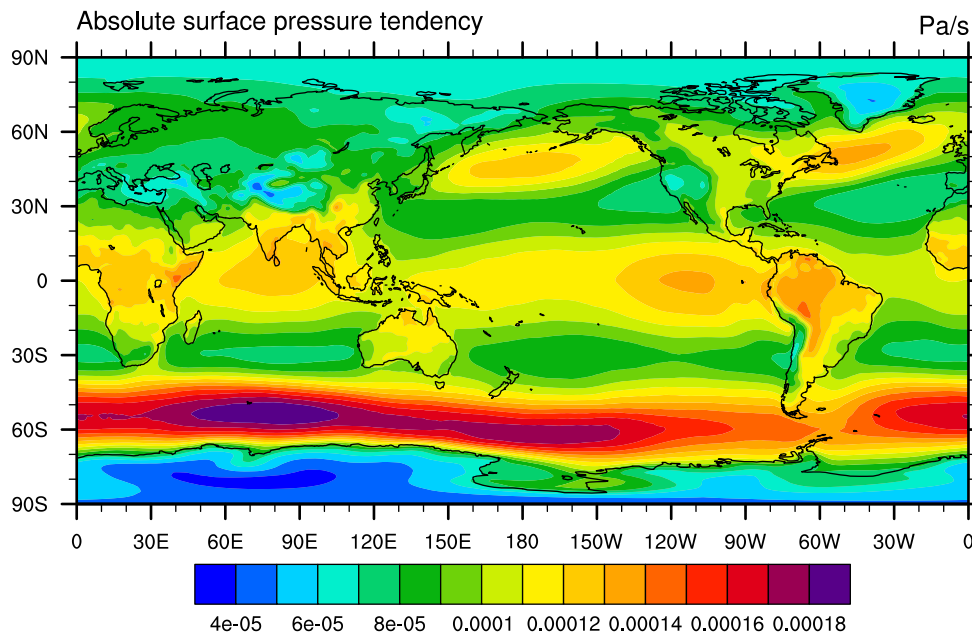 Absolute surface pressure tendency Pa/s
90N
60N
30N
0
30S
60S
90S
0 30E 60E 90E 120E 150E 180 150W 120W 90W 60W 30W 0
4e-05 6e-05 8e-05 0.0001 0.00012 0.00014 0.00016 0.00018